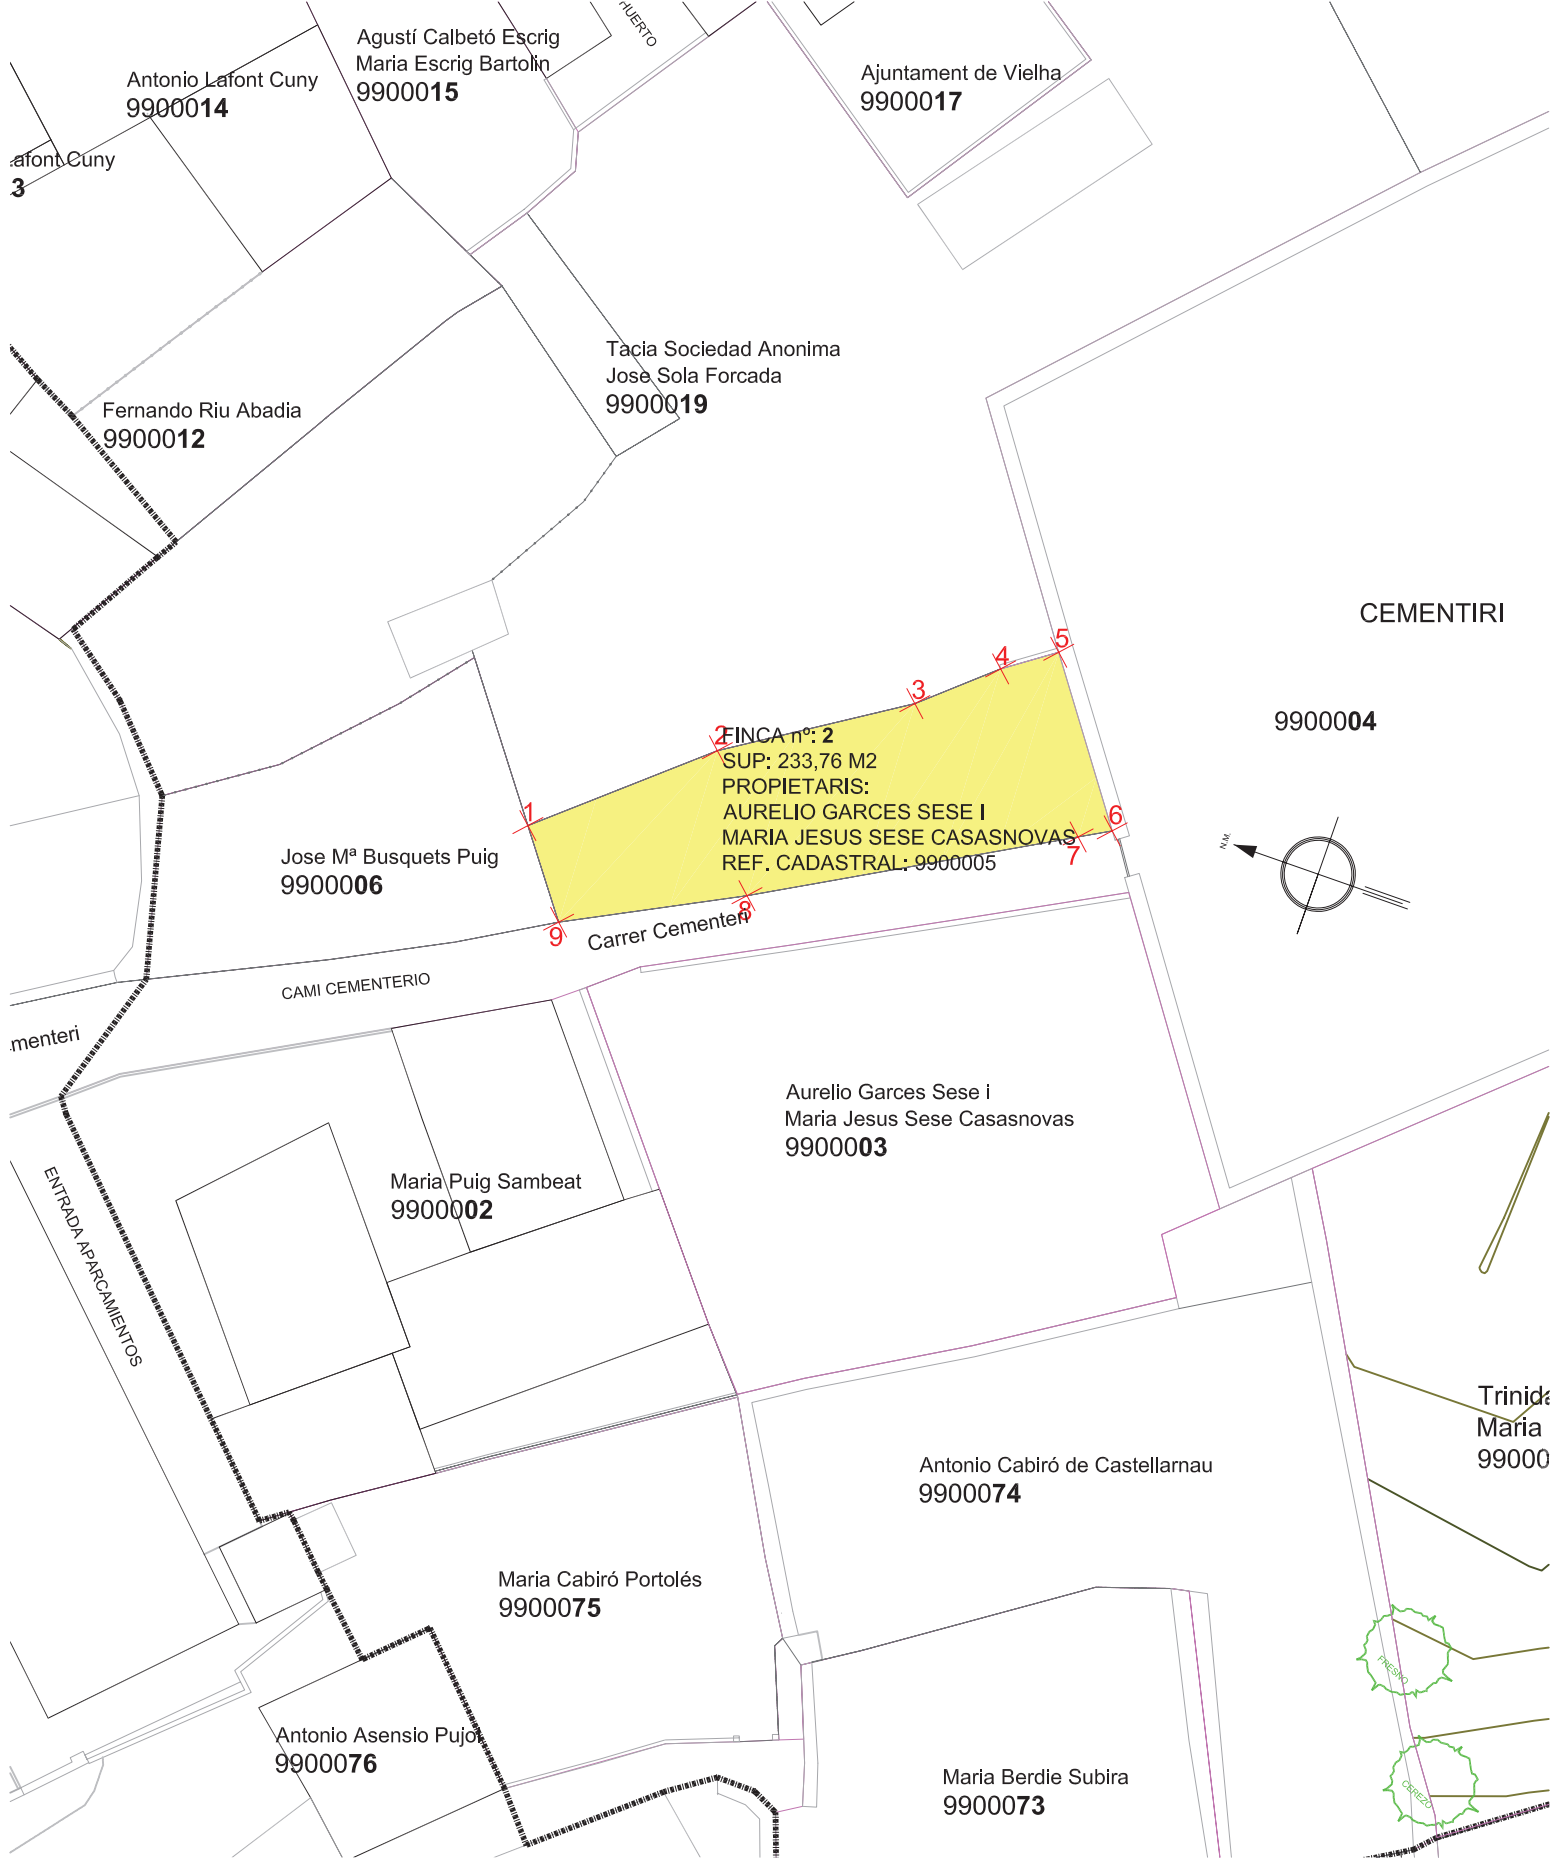 HUERTO
Agustí Calbetó Escrig
Maria Escrig Bartolin
9900015
Antonio Lafont Cuny
9900014
Ajuntament de Vielha
9900017
afont Cuny
3
Tacia Sociedad Anonima
Jose Sola Forcada
9900019
Fernando Riu Abadia
9900012
CEMENTIRI
9900004
1
2
3
4
5
6
7
8
9
FINCA nº: 2
SUP: 233,76 M2
PROPIETARIS:
AURELIO GARCES SESE I
MARIA JESUS SESE CASASNOVAS
REF. CADASTRAL: 9900005
N.M.
Jose Mª Busquets Puig
9900006
Carrer Cementeri
CAMI CEMENTERIO
menteri
Aurelio Garces Sese i
Maria Jesus Sese Casasnovas
9900003
Maria Puig Sambeat
9900002
ENTRADA APARCAMIENTOS
Trinida
Maria
99000
Antonio Cabiró de Castellarnau
9900074
Maria Cabiró Portolés
9900075
FRESNO
Antonio Asensio Pujol
9900076
Maria Berdie Subira
9900073
CEREZO